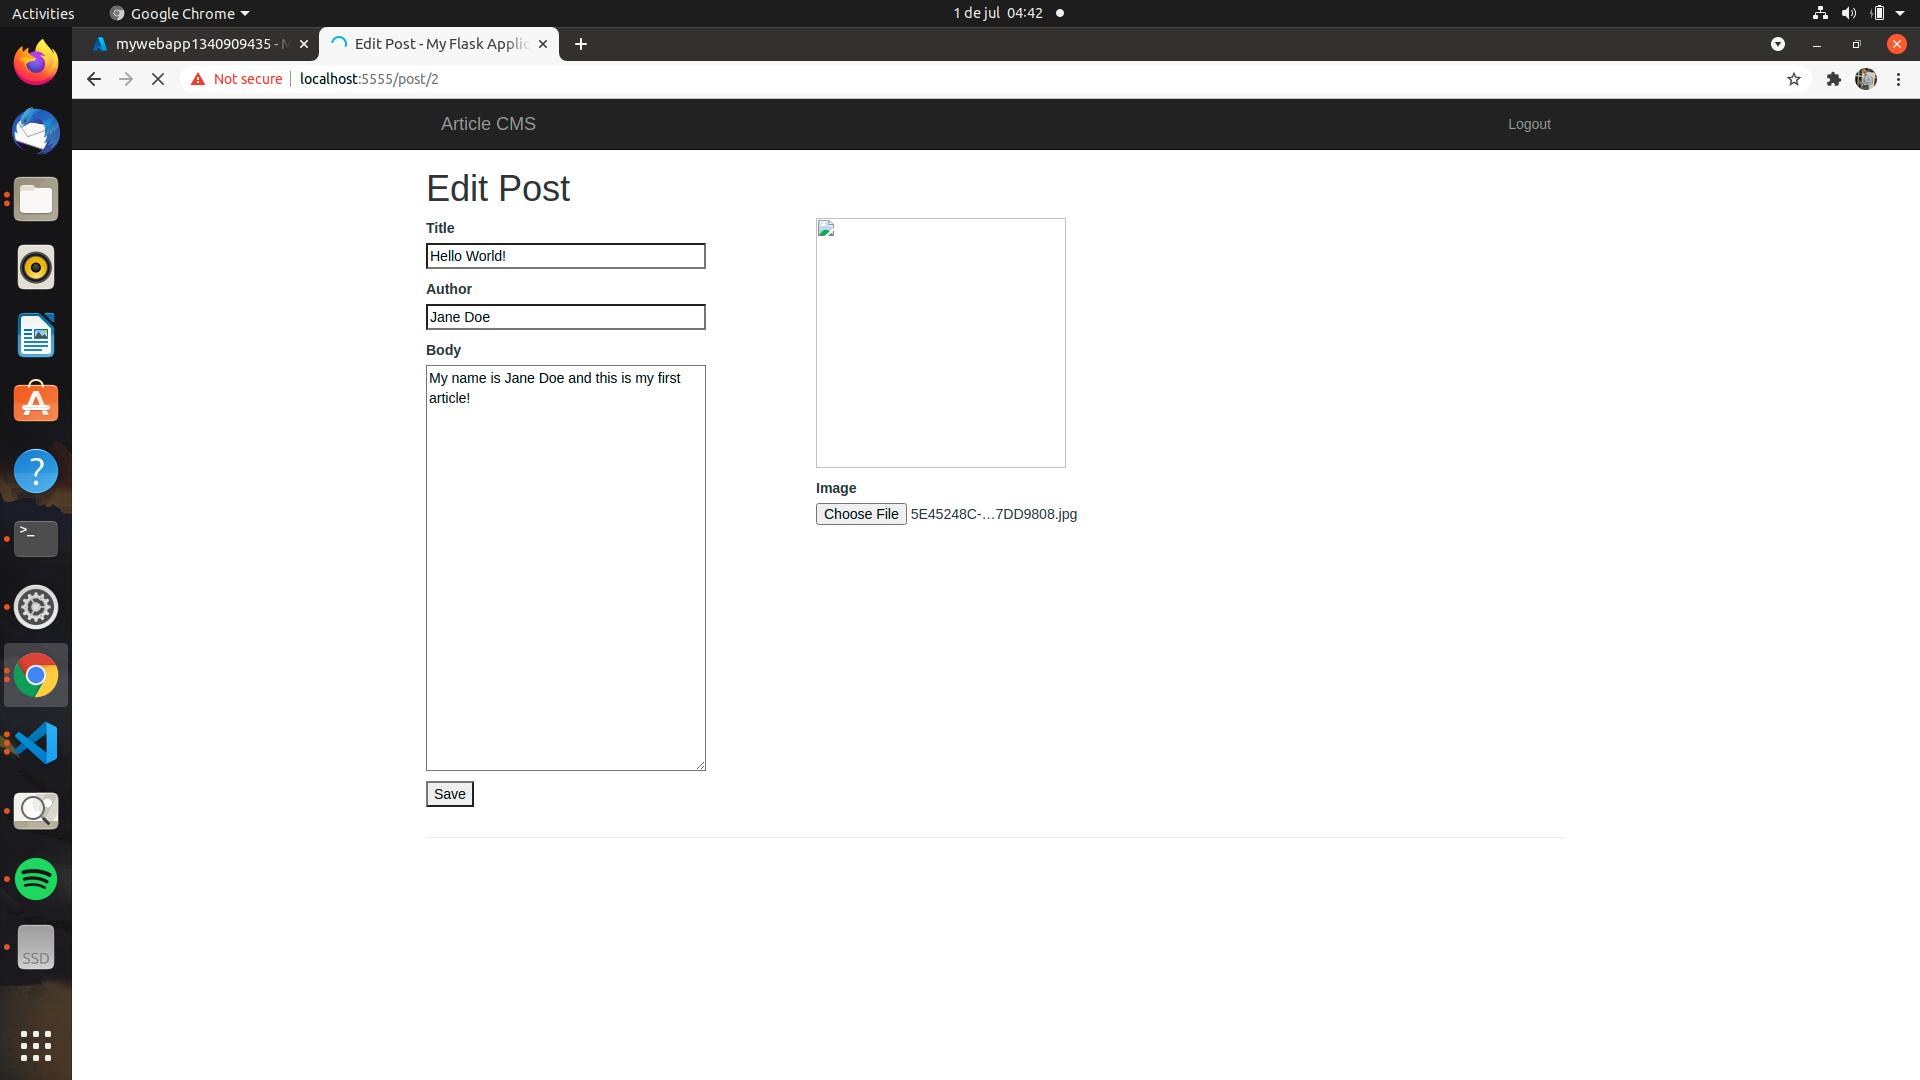 Activities
Google Chrome
1 de jul 04:42
mywebapp1340909435 - M
Edit Post - My Flask Applic
Not secure
localhost:5555/post/2
Article CMS
Logout
Edit Post
Title
Hello World!
Author
Jane Doe
Body
My name is Jane Doe and this is my first
article!
Image
Choose File 5E45248C-…7DD9808.jpg
Save
SSD